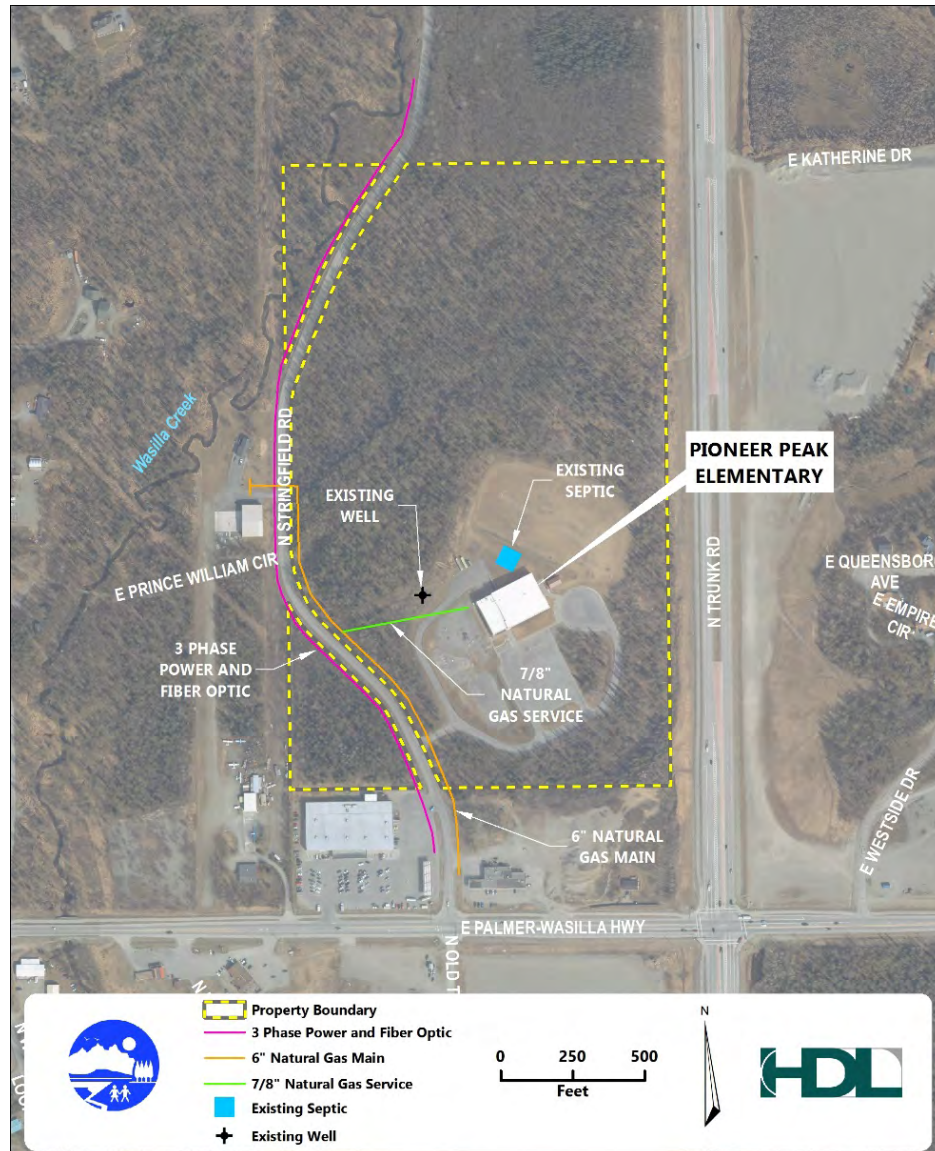 E KATHERINE DR
Wasilla Creek
N STRINGFIELD RD
PIONEER PEAK
ELEMENTARY
EXISTING
SEPTIC
EXISTING
WELL
E PRINCE WILLIAM CIR
N TRUNK RD
E QUEENSBORO
AVE
E EMPIRE
CIR
3 PHASE
POWER AND
FIBER OPTIC
7/8" 
NATURAL
GAS SERVICE
6" NATURAL
GAS MAIN
E WESTSIDE DR
E PALMER-WASILLA HWY
N OLD T
N
Property Boundary
3 Phase Power and Fiber Optic
6" Natural Gas Main
7/8" Natural Gas Service
Existing Septic
Existing Well
0 250 500
Feet
N
HDL